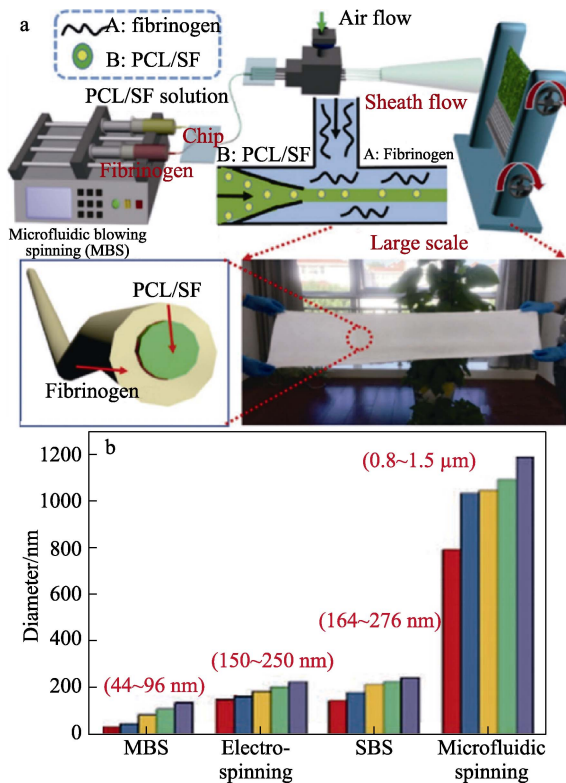 a
A: fibrinogen
B: PCL/SF
Air flow
PCL/SF solution
Chip
Fibrinogen
Sheath flow
B: PCL/SF
A: Fibrinogen
Microfluidic blowing
spinning (MBS)
Large scale
PCL/SF
Fibrinogen
b
Diameter/nm
1200
1000
800
600
400
200
0
(44~96 nm)
(150~250 nm)
(164~276 nm)
(0.8~1.5 μm)
MBS
Electro-
spinning
SBS
Microfluidic
spinning